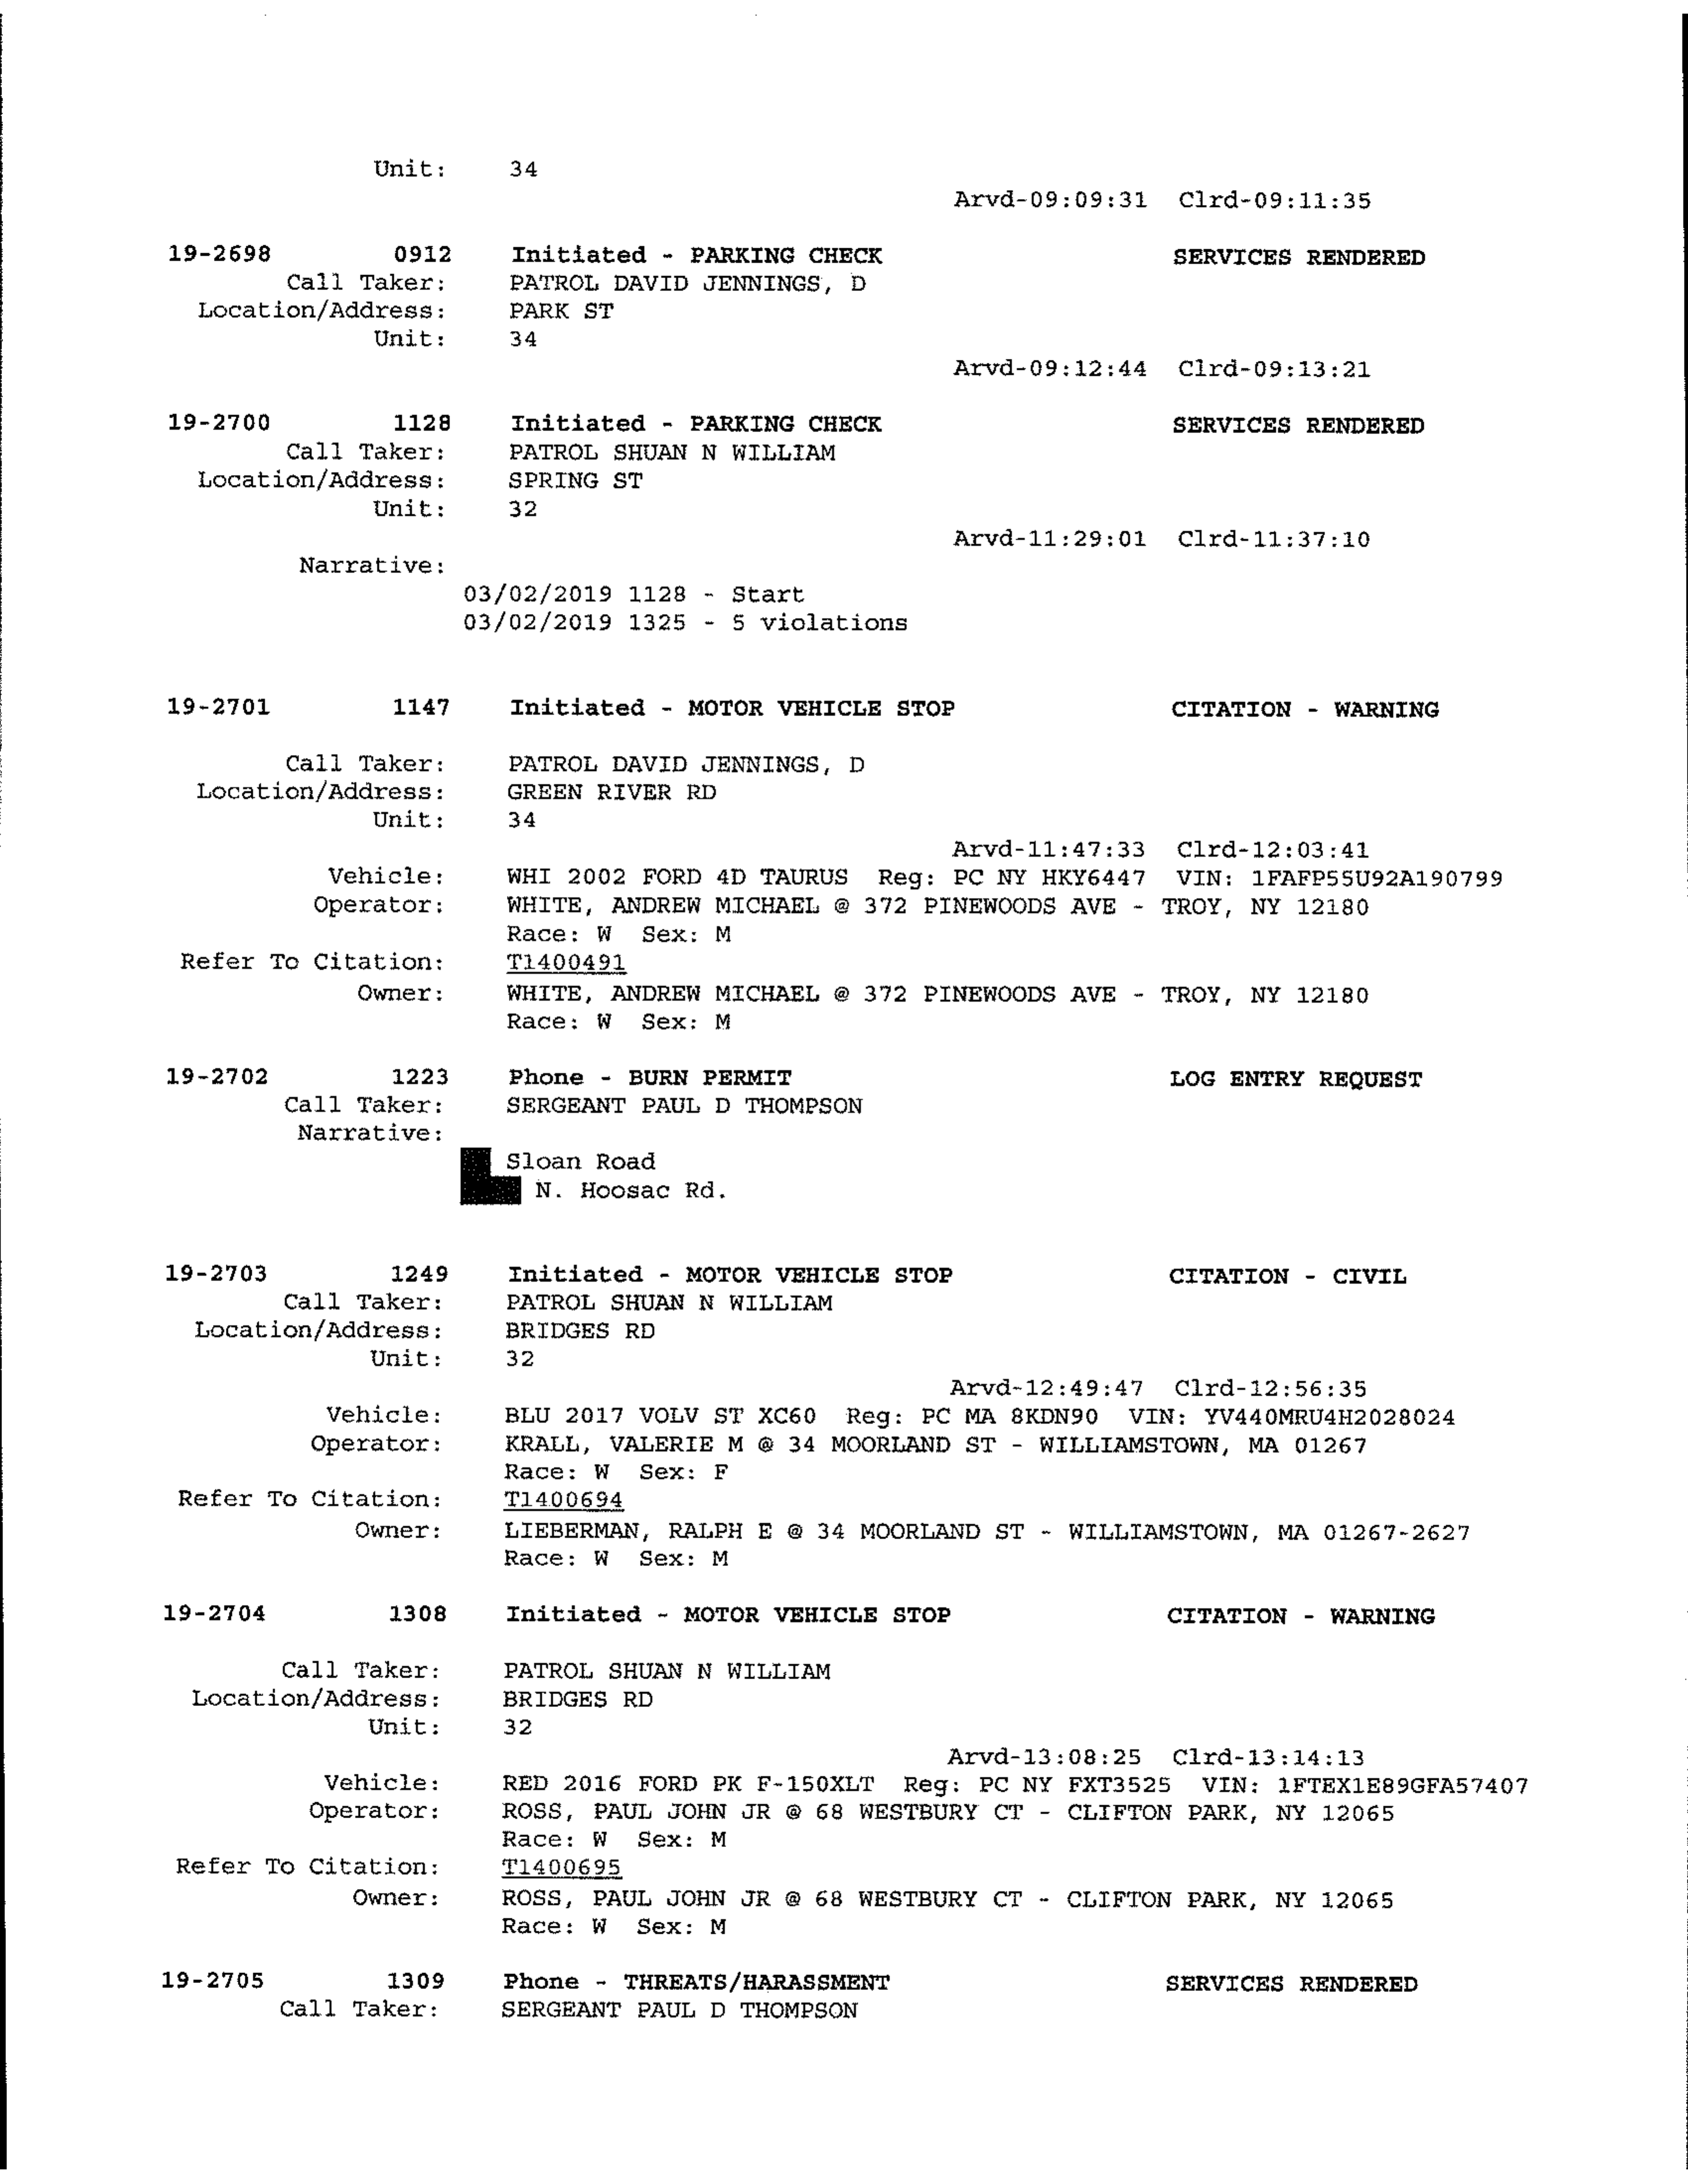 Unit: 34
Arvd-09:09:31 Clrd-09:11:35
19-2698 0912 Initiated - PARKING CHECK SERVICES RENDERED
Call Taker: PATROL DAVID JENNINGS, D
Location/Address: PARK ST
Unit: 34
Arvd-09:12:44 Clrd-09:13:21
19-2700 1128 Initiated - PARKING CHECK SERVICES RENDERED
Call Taker: PATROL SHUAN N WILLIAM
Location/Address: SPRING ST
Unit: 32
Arvd-11:29:01 Clrd-11:37:10
Narrative:
03/02/2019 1128 - Start
03/02/2019 1325 - 5 violations
19-2701 1147 Initiated - MOTOR VEHICLE STOP CITATION - WARNING
Call Taker: PATROL DAVID JENNINGS, D
Location/Address: GREEN RIVER RD
Unit: 34
Arvd-11:47:33 Clrd-12:03:41
Vehicle: WHI 2002 FORD 4D TAURUS Reg: PC NY HKY6447 VIN: 1FAFP55U92A190799
Operator: WHITE, ANDREW MICHAEL @ 372 PINEWOODS AVE - TROY, NY 12180
Race: W Sex: M
Refer To Citation: T1400491
Owner: WHITE, ANDREW MICHAEL @ 372 PINEWOODS AVE - TROY, NY 12180
Race: W Sex: M
19-2702 1223 Phone - BURN PERMIT LOG ENTRY REQUEST
Call Taker: SERGEANT PAUL D THOMPSON
Narrative:
Sloan Road
N. Hoosac Rd.
19-2703 1249 Initiated - MOTOR VEHICLE STOP CITATION - CIVIL
Call Taker: PATROL SHUAN N WILLIAM
Location/Address: BRIDGES RD
Unit: 32
Arvd-12:49:47 Clrd-12:56:35
Vehicle: BLU 2017 VOLV ST XC60 Reg: PC MA 8KDN90 VIN: YV440MRU4H2028024
Operator: KRALL, VALERIE M @ 34 MOORLAND ST - WILLIAMSTOWN, MA 01267
Race: W Sex: F
Refer To Citation: T1400694
Owner: LIEBERMAN, RALPH E @ 34 MOORLAND ST - WILLIAMSTOWN, MA 01267-2627
Race: W Sex: M
19-2704 1308 Initiated - MOTOR VEHICLE STOP CITATION - WARNING
Call Taker: PATROL SHUAN N WILLIAM
Location/Address: BRIDGES RD
Unit: 32
Arvd-13:08:25 Clrd-13:14:13
Vehicle: RED 2016 FORD PK F-150XLT Reg: PC NY FXT3525 VIN: 1FTEX1E89GFA57407
Operator: ROSS, PAUL JOHN JR @ 68 WESTBURY CT - CLIFTON PARK, NY 12065
Race: W Sex: M
Refer To Citation: T1400695
Owner: ROSS, PAUL JOHN JR @ 68 WESTBURY CT - CLIFTON PARK, NY 12065
Race: W Sex: M
19-2705 1309 Phone - THREATS/HARASSMENT SERVICES RENDERED
Call Taker: SERGEANT PAUL D THOMPSON